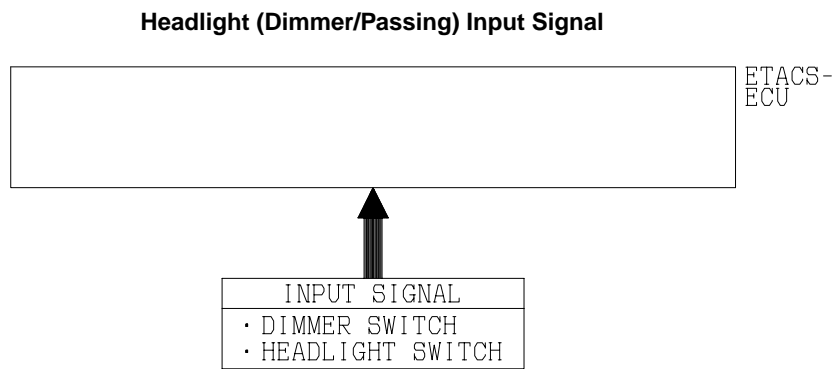 Headlight (Dimmer/Passing) Input Signal
ETACS-
ECU
INPUT SIGNAL
· DIMMER SWITCH
· HEADLIGHT SWITCH